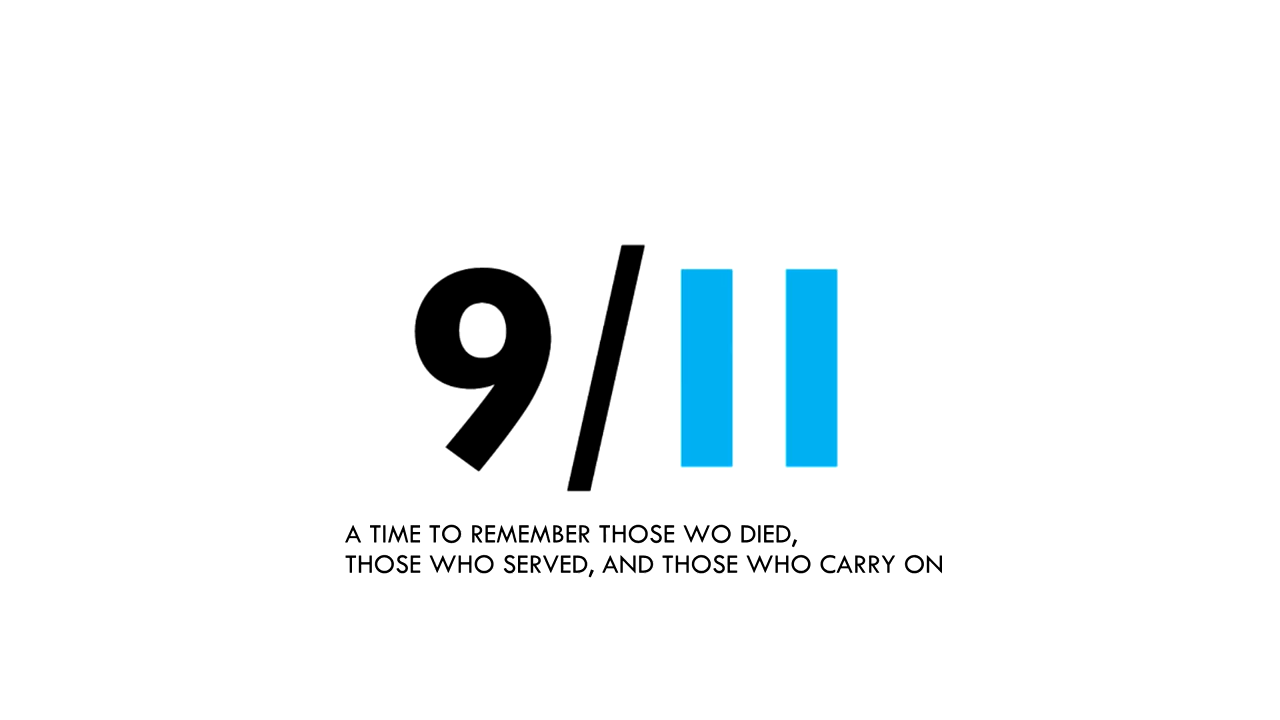 9/11
A TIME TO REMEMBER THOSE WO DIED,
THOSE WHO SERVED, AND THOSE WHO CARRY ON